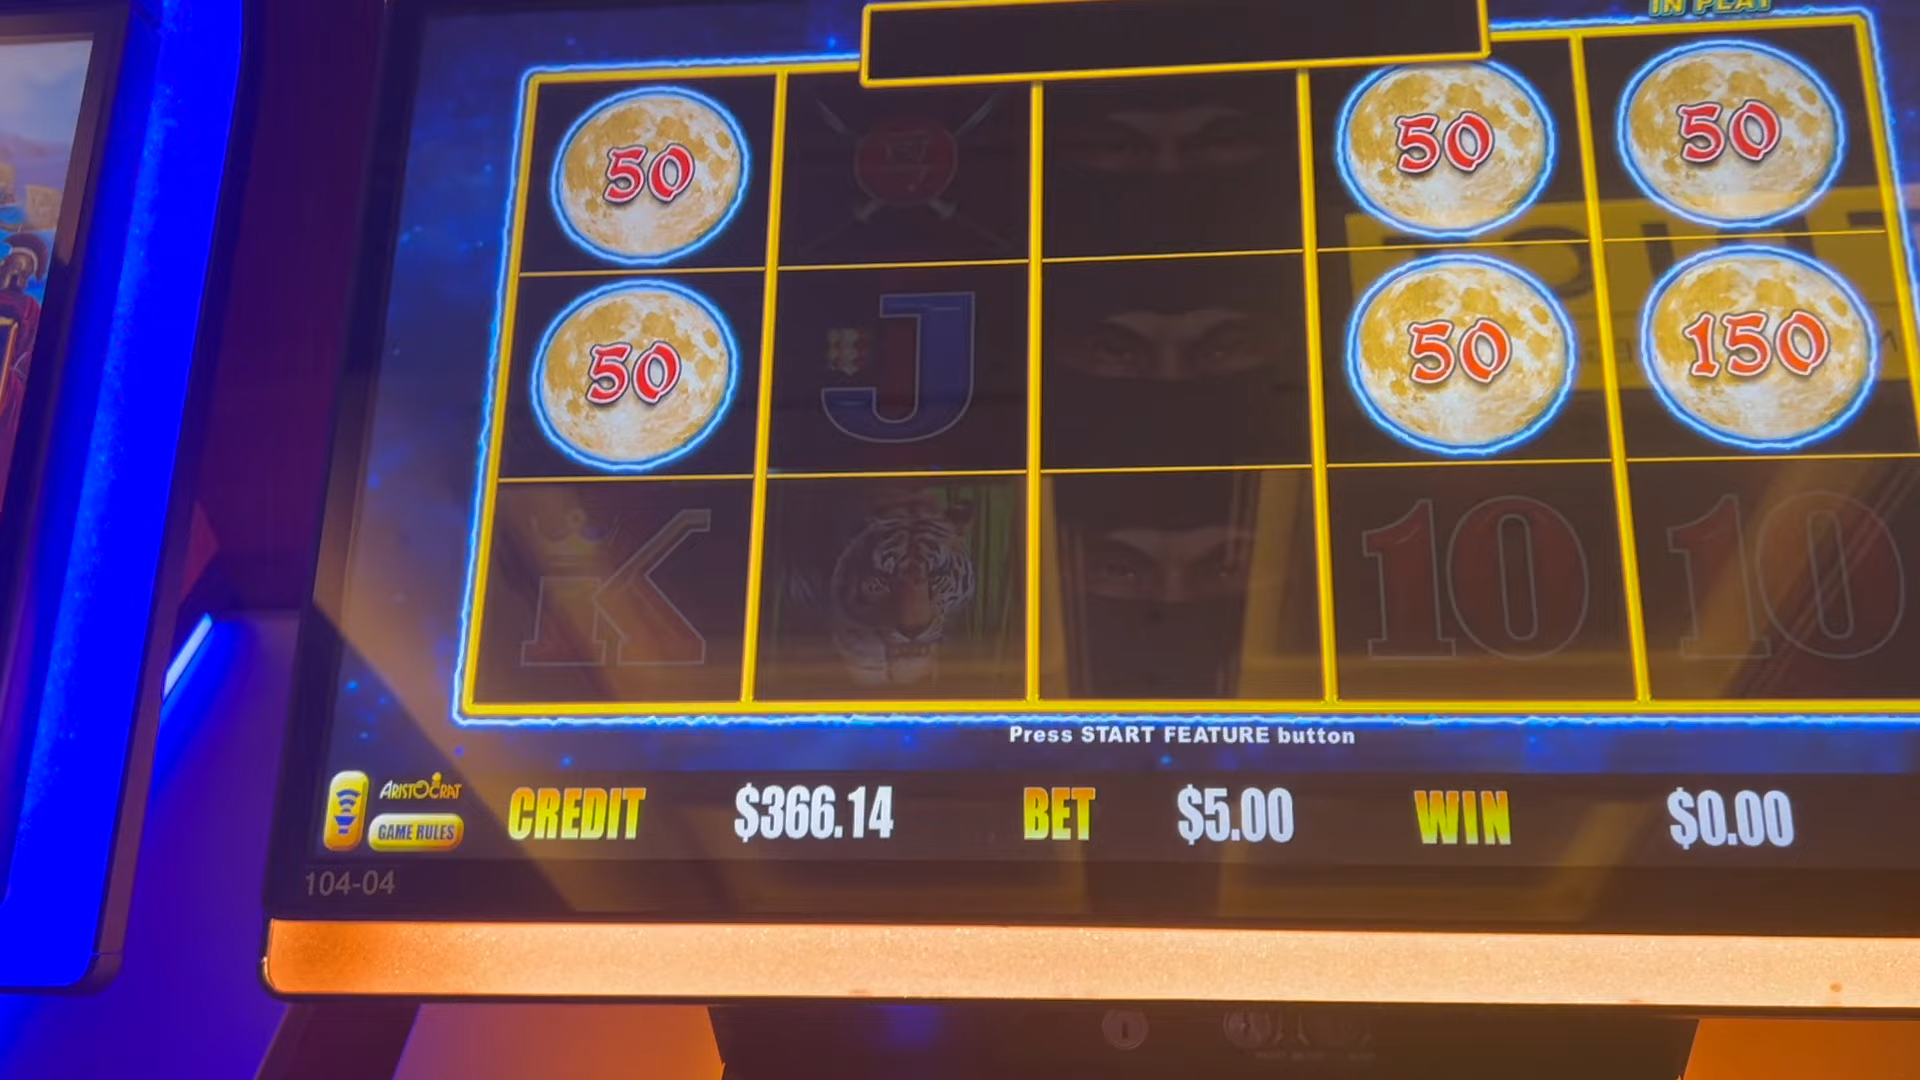 IN PLAY
50 50 50
50 J 50 150
K 10 10
Press START FEATURE button
ARISTOCRAT
GAME RULES
CREDIT $366.14 BET $5.00 WIN $0.00
104-04